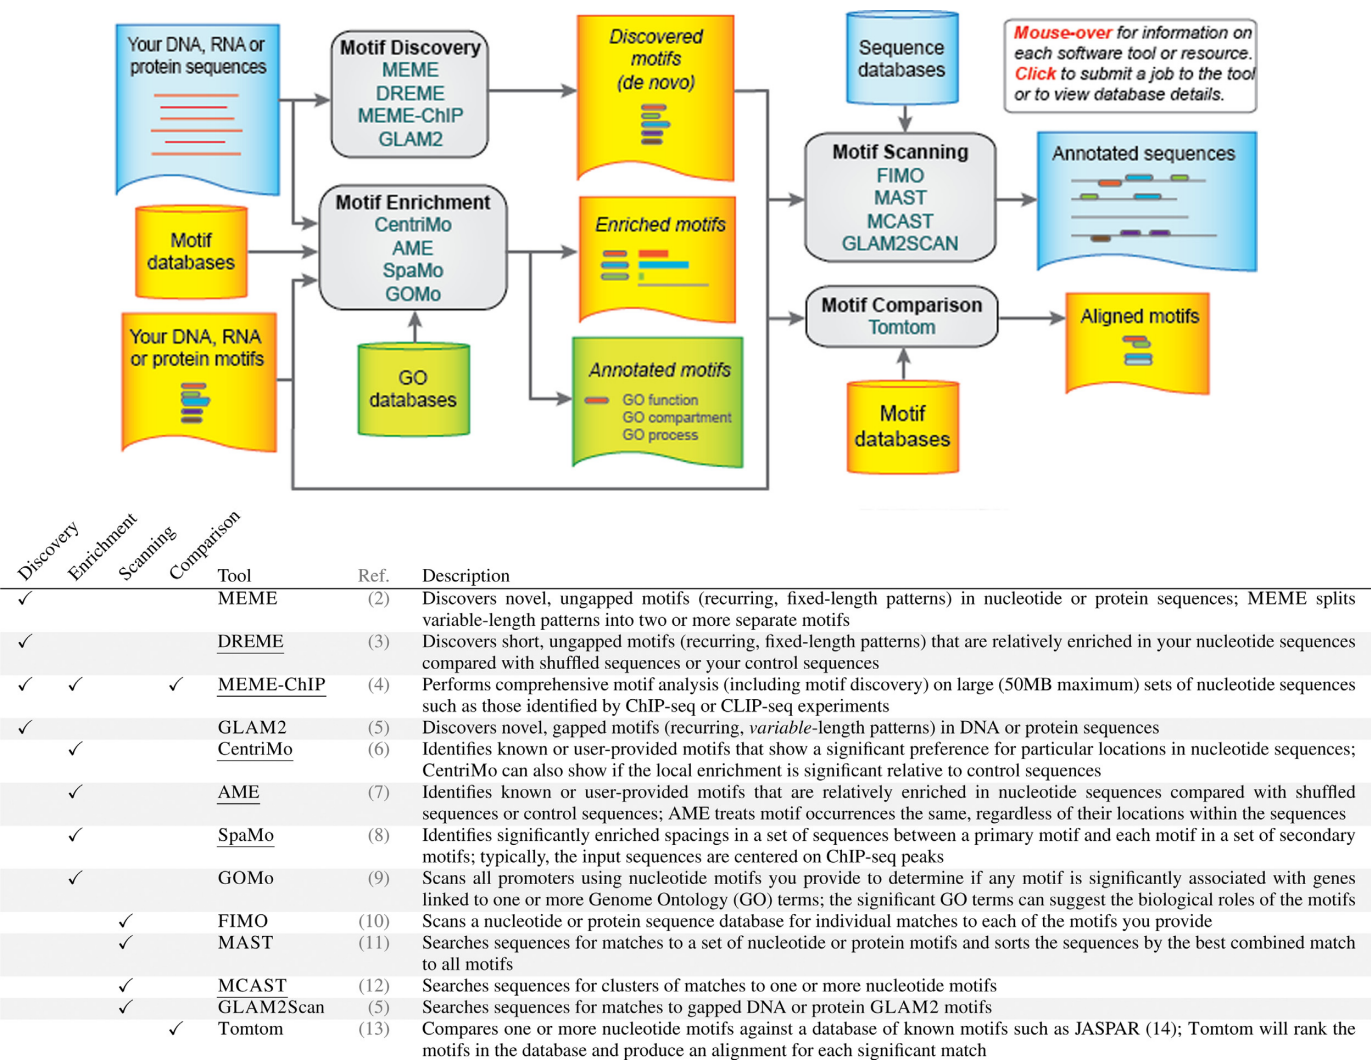 Your DNA, RNA or
protein sequences
Motif Discovery
MEME
DREME
MEME-ChIP
GLAM2
Discovered
motifs
(de novo)
Sequence
databases
Mouse-over for information on
each software tool or resource.
Click to submit a job to the tool
or to view database details.
Motif
databases
Motif Enrichment
CentriMo
AME
SpaMo
GOMo
Enriched motifs
Motif Scanning
FIMO
MAST
MCAST
GLAM2SCAN
Annotated sequences
Your DNA, RNA
or protein motifs
GO
databases
Annotated motifs
GO function
GO compartment
GO process
Motif Comparison
Tomtom
Aligned motifs
Motif
databases
Discovery Enrichment Scanning Comparison Tool Ref. Description
✓ MEME (2) Discovers novel, ungapped motifs (recurring, fixed-length patterns) in nucleotide or protein sequences; MEME splits
variable-length patterns into two or more separate motifs
✓ DREME (3) Discovers short, ungapped motifs (recurring, fixed-length patterns) that are relatively enriched in your nucleotide sequences
compared with shuffled sequences or your control sequences
✓ ✓ ✓ MEME-ChIP (4) Performs comprehensive motif analysis (including motif discovery) on large (50MB maximum) sets of nucleotide sequences
such as those identified by ChIP-seq or CLIP-seq experiments
✓ GLAM2 (5) Discovers novel, gapped motifs (recurring, variable-length patterns) in DNA or protein sequences
✓ CentriMo (6) Identifies known or user-provided motifs that show a significant preference for particular locations in nucleotide sequences;
CentriMo can also show if the local enrichment is significant relative to control sequences
✓ AME (7) Identifies known or user-provided motifs that are relatively enriched in nucleotide sequences compared with shuffled
sequences or control sequences; AME treats motif occurrences the same, regardless of their locations within the sequences
✓ SpaMo (8) Identifies significantly enriched spacings in a set of sequences between a primary motif and each motif in a set of secondary
motifs; typically, the input sequences are centered on ChIP-seq peaks
✓ GOMo (9) Scans all promoters using nucleotide motifs you provide to determine if any motif is significantly associated with genes
linked to one or more Genome Ontology (GO) terms; the significant GO terms can suggest the biological roles of the motifs
✓ FIMO (10) Scans a nucleotide or protein sequence database for individual matches to each of the motifs you provide
✓ MAST (11) Searches sequences for matches to a set of nucleotide or protein motifs and sorts the sequences by the best combined match
to all motifs
✓ MCAST (12) Searches sequences for clusters of matches to one or more nucleotide motifs
✓ GLAM2Scan (5) Searches sequences for matches to gapped DNA or protein GLAM2 motifs
✓ Tomtom (13) Compares one or more nucleotide motifs against a database of known motifs such as JASPAR (14); Tomtom will rank the
motifs in the database and produce an alignment for each significant match